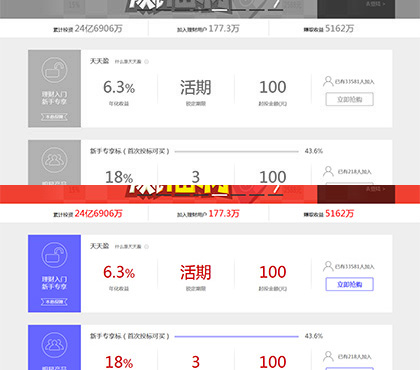 累计投资 24亿6906万 加入理财用户 177.3万 赚取收益 5162万
天天盈 什么是天天盈
理财入门
新手专享
6.3% 活期 100
已有33581人加入
年化收益 锁定期限 起投金额(元)
立即抢购
新手专享标（首次投标可买） 43.6%
18% 3 100
已有218人加入
累计投资 24亿6906万 加入理财用户 177.3万 赚取收益 5162万
天天盈 什么是天天盈
理财入门
新手专享
6.3% 活期 100
已有33581人加入
年化收益 锁定期限 起投金额(元)
立即抢购
新手专享标（首次投标可买） 43.6%
18% 3 100
已有218人加入